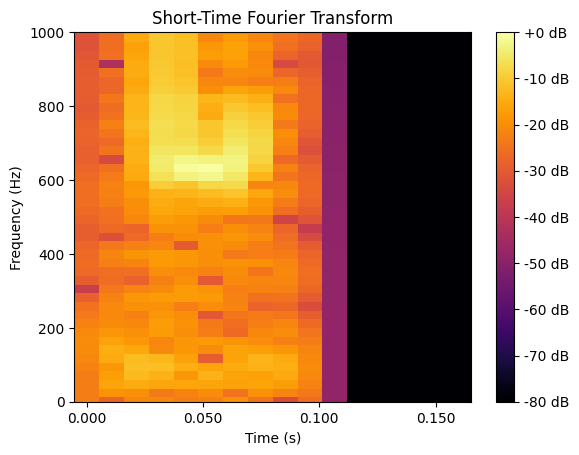 Short-Time Fourier Transform
1000
800
600
400
200
0
Frequency (Hz)
0.000
0.050
0.100
0.150
Time (s)
+0 dB
-10 dB
-20 dB
-30 dB
-40 dB
-50 dB
-60 dB
-70 dB
-80 dB